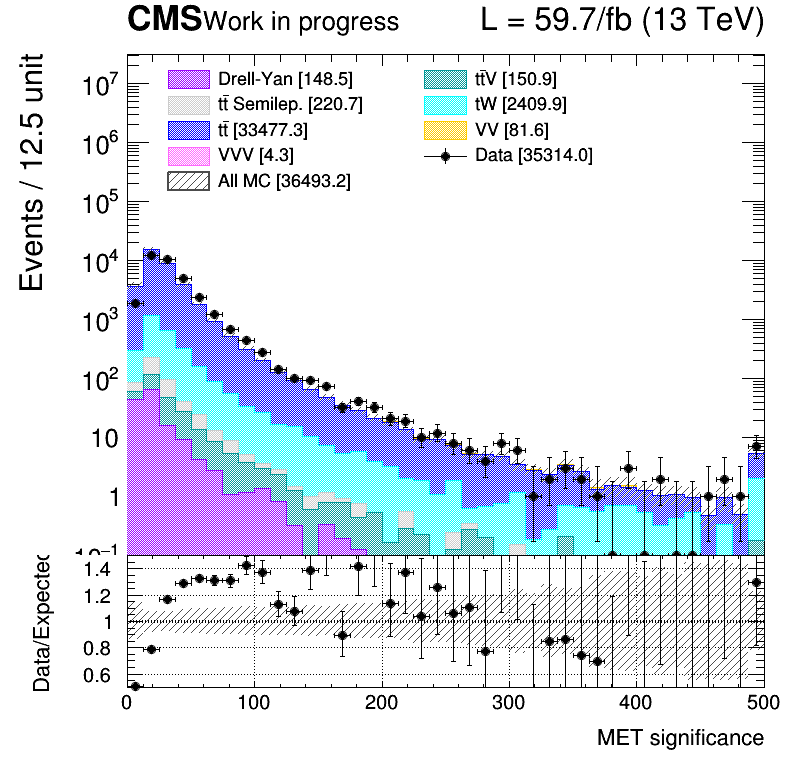 CMS Work in progress L = 59.7/fb (13 TeV)
Events / 12.5 unit
10⁷
10⁶
10⁵
10⁴
10³
10²
10
1
10⁻¹
Drell-Yan [148.5]
tt̄ Semilep. [220.7]
tt̄ [33477.3]
VVV [4.3]
All MC [36493.2]
tt̄V [150.9]
tW [2409.9]
VV [81.6]
Data [35314.0]
Data/Expected
1.4
1.2
1
0.8
0.6
0 100 200 300 400 500
MET significance